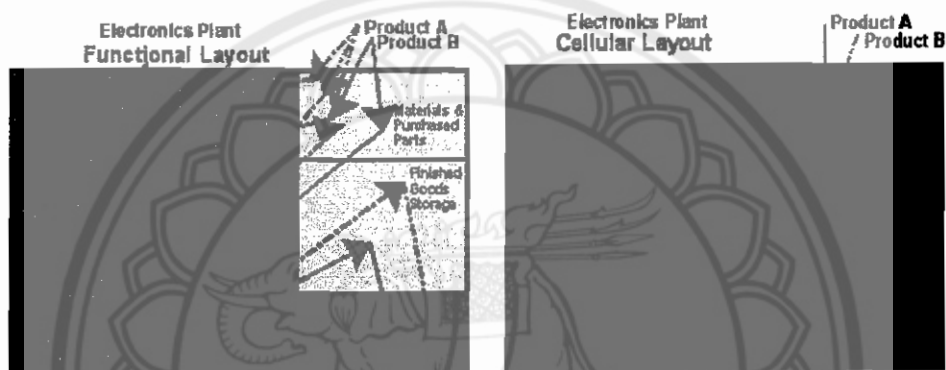 Electronics Plant
Functional Layout
Product A
Product B
Materials &
Purchased
Parts
Finished
Goods
Storage
Electronics Plant
Cellular Layout
Product A
Product B